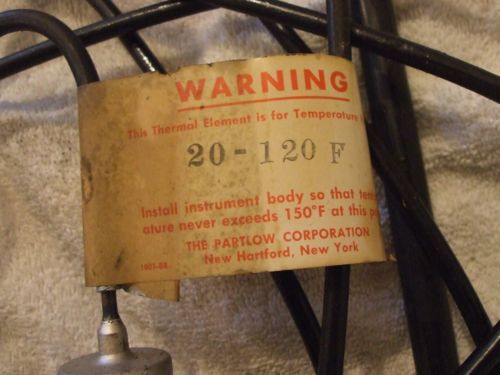 WARNING
This Thermal Element is for Temperature
20-120 F
Install instrument body so that
ature never exceeds 150°F at this
THE PARTLOW CORPORATION
New Hartford, New York